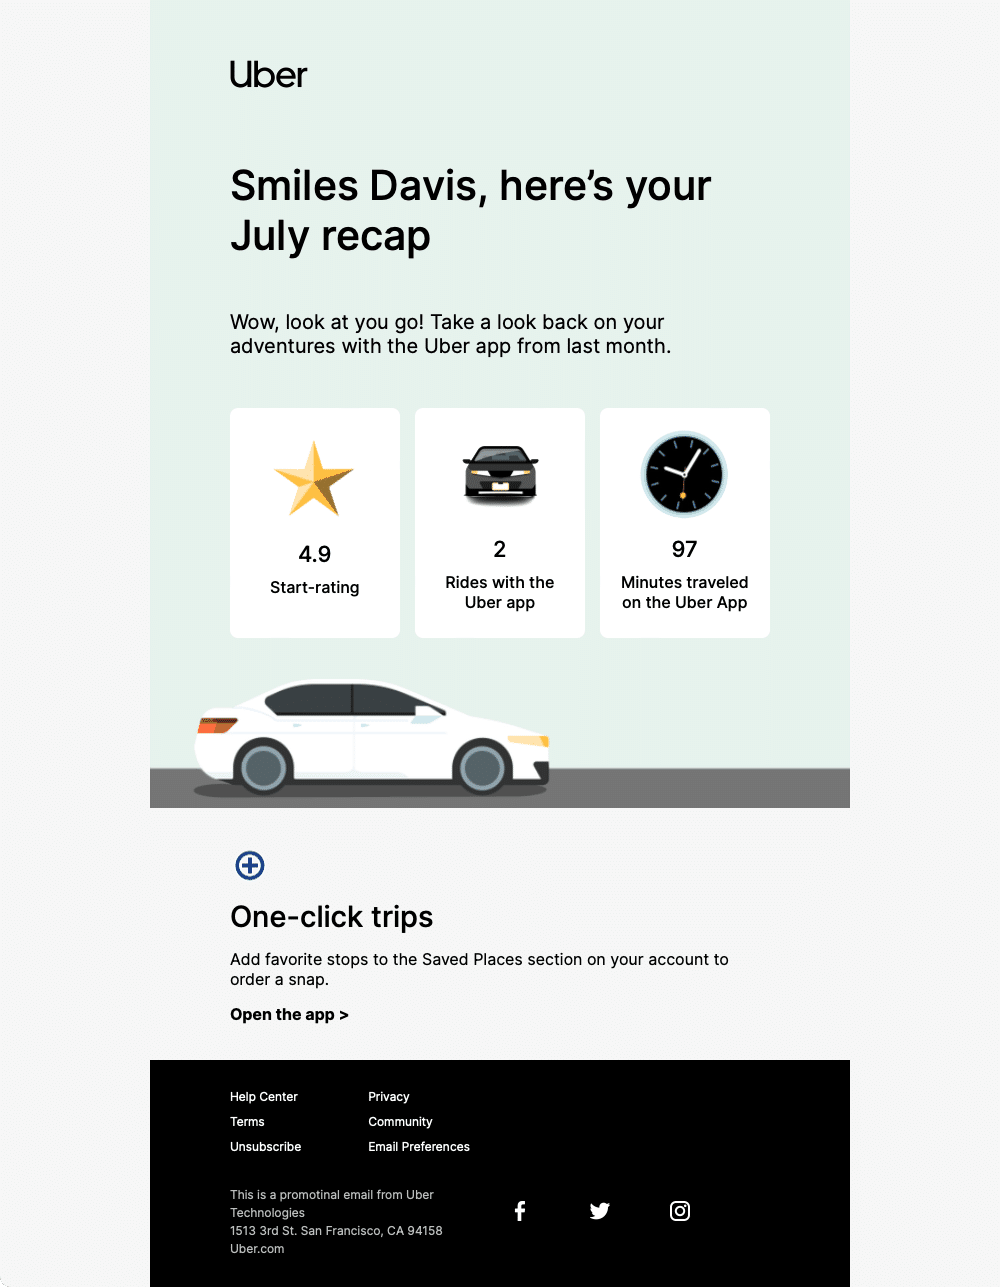 Uber
Smiles Davis, here’s your
July recap
Wow, look at you go! Take a look back on your
adventures with the Uber app from last month.
4.9
Start-rating
2
Rides with the
Uber app
97
Minutes traveled
on the Uber App
One-click trips
Add favorite stops to the Saved Places section on your account to
order a snap.
Open the app >
Help Center
Privacy
Terms
Community
Unsubscribe
Email Preferences
This is a promotinal email from Uber
Technologies
1513 3rd St. San Francisco, CA 94158
Uber.com